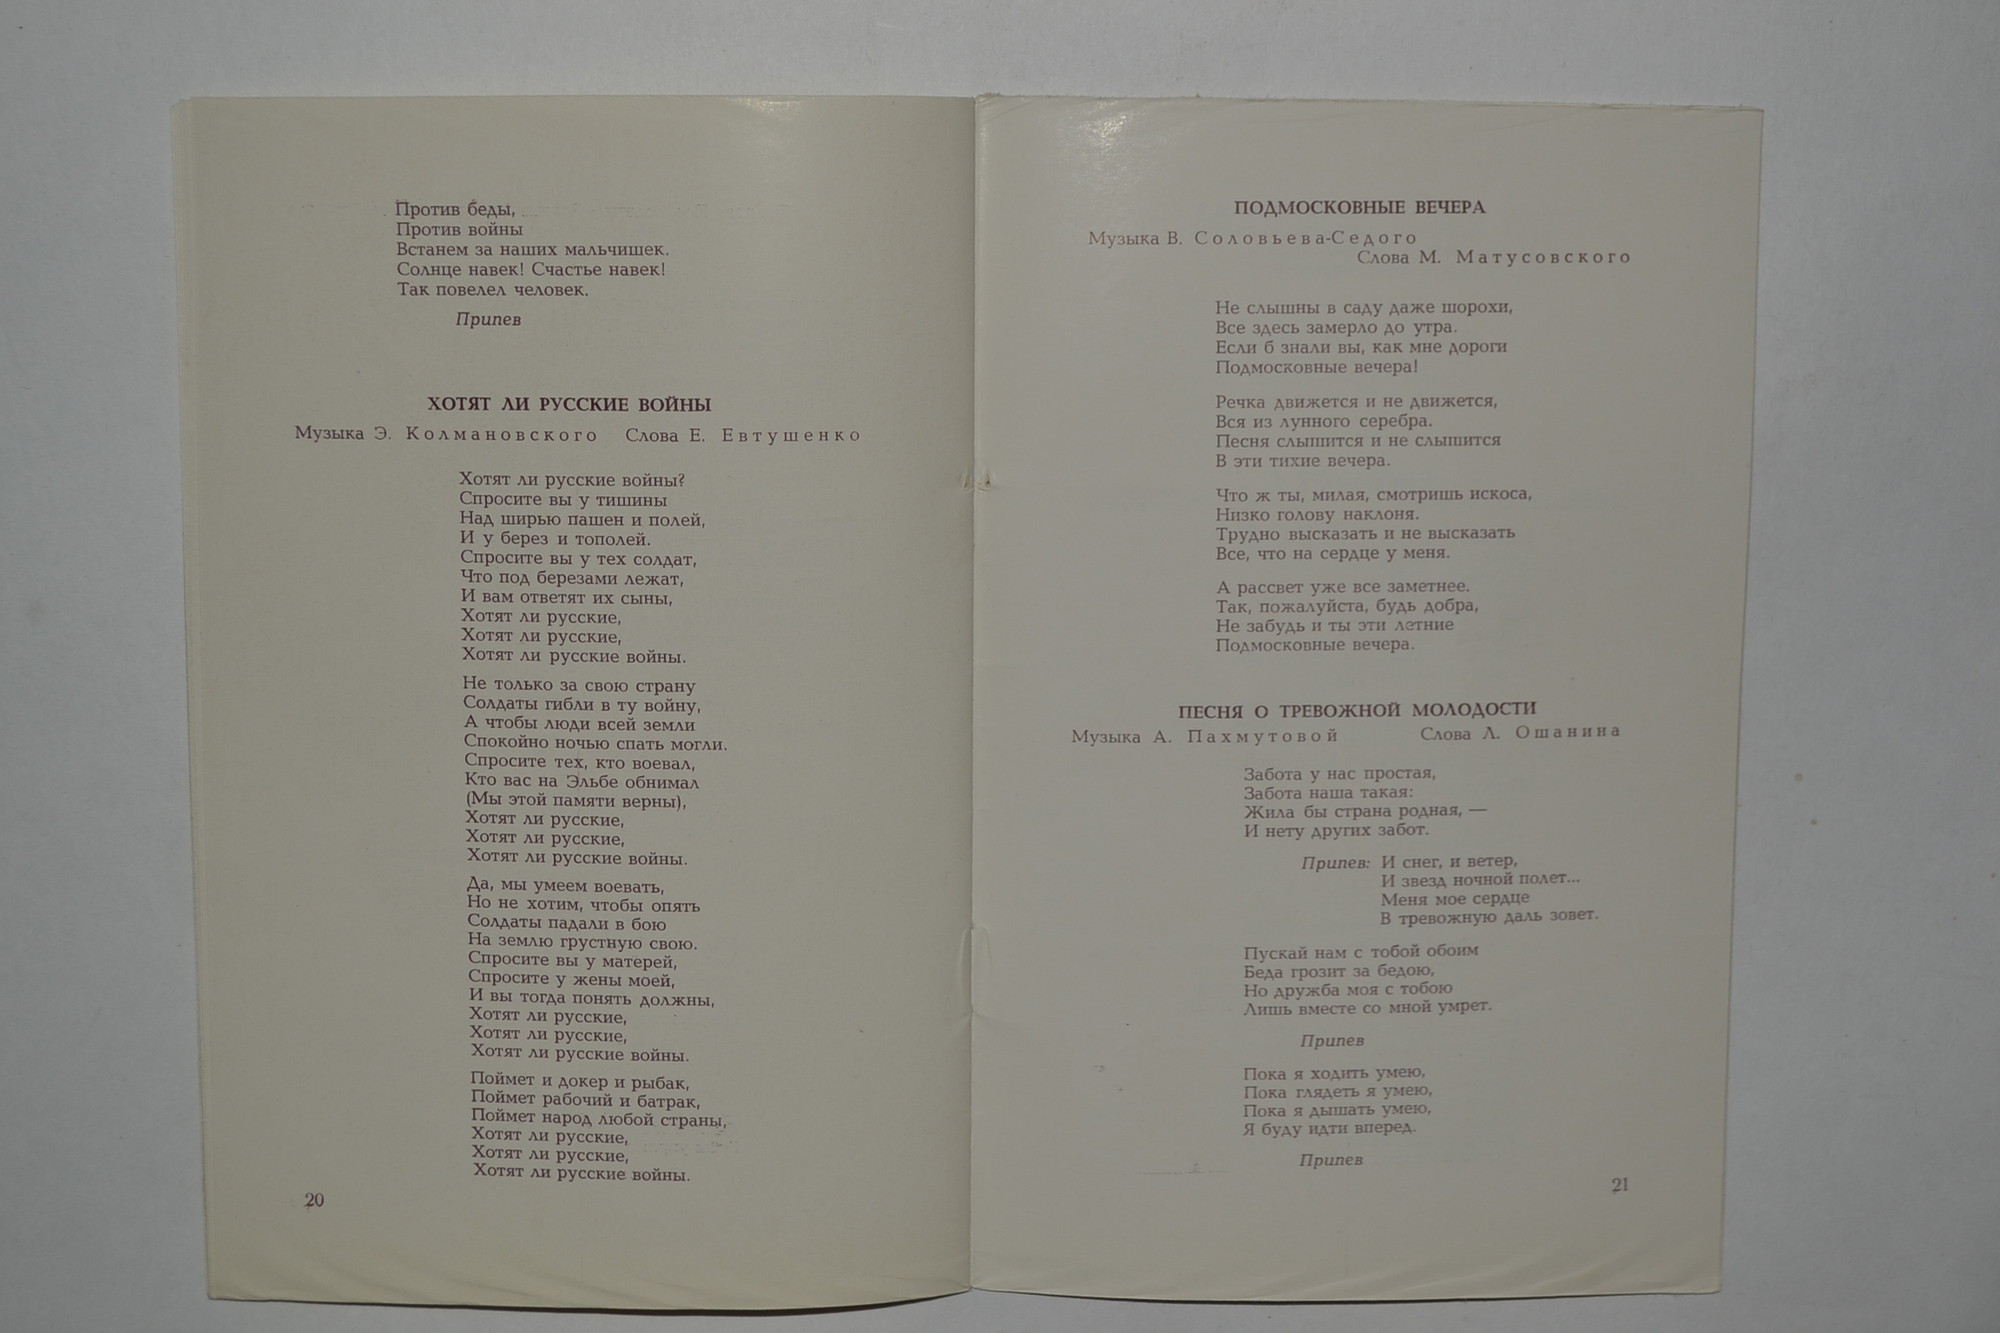 Против беды,
Против войны
Встанем за наших мальчишек.
Солнце навек! Счастье навек!
Так повелел человек.
Припев
ХОТЯТ ЛИ РУССКИЕ ВОЙНЫ
Музыка Э. Колмановского Слова Е. Евтушенко
Хотят ли русские войны?
Спросите вы у тишины
Над ширью пашен и полей,
И у берез и тополей.
Спросите вы у тех солдат,
Что под березами лежат,
И вам ответят их сыны,
Хотят ли русские,
Хотят ли русские,
Хотят ли русские войны.
Не только за свою страну
Солдаты гибли в ту войну,
А чтобы люди всей земли
Спокойно ночью спать могли.
Спросите тех, кто воевал,
Кто вас на Эльбе обнимал
(Мы этой памяти верны),
Хотят ли русские,
Хотят ли русские,
Хотят ли русские войны.
Да, мы умеем воевать,
Но не хотим, чтобы опять
Солдаты падали в бою
На землю грустную свою.
Спросите вы у матерей,
Спросите у жены моей,
И вы тогда понять должны,
Хотят ли русские,
Хотят ли русские,
Хотят ли русские войны.
Поймет и докер и рыбак,
Поймет рабочий и батрак,
Поймет народ любой страны,
Хотят ли русские,
Хотят ли русские,
Хотят ли русские войны.
20
ПОДМОСКОВНЫЕ ВЕЧЕРА
Музыка В. Соловьева-Седого
Слова М. Матусовского
Не слышны в саду даже шорохи,
Все здесь замерло до утра.
Если б знали вы, как мне дороги
Подмосковные вечера!
Речка движется и не движется,
Вся из лунного серебра.
Песня слышится и не слышится
В эти тихие вечера.
Что ж ты, милая, смотришь искоса,
Низко голову наклоня.
Трудно высказать и не высказать
Все, что на сердце у меня.
А рассвет уже все заметнее.
Так, пожалуйста, будь добра,
Не забудь и ты эти летние
Подмосковные вечера.
ПЕСНЯ О ТРЕВОЖНОЙ МОЛОДОСТИ
Музыка А. Пахмутовой Слова Л. Ошанина
Забота у нас простая,
Забота наша такая:
Жила бы страна родная, —
И нету других забот.
Припев: И снег, и ветер,
И звезд ночной полет...
Меня мое сердце
В тревожную даль зовет.
Пускай нам с тобой обоим
Беда грозит за бедою,
Но дружба моя с тобою
Лишь вместе со мной умрет.
Припев
Пока я ходить умею,
Пока глядеть я умею,
Пока я дышать умею,
Я буду идти вперед.
Припев
21